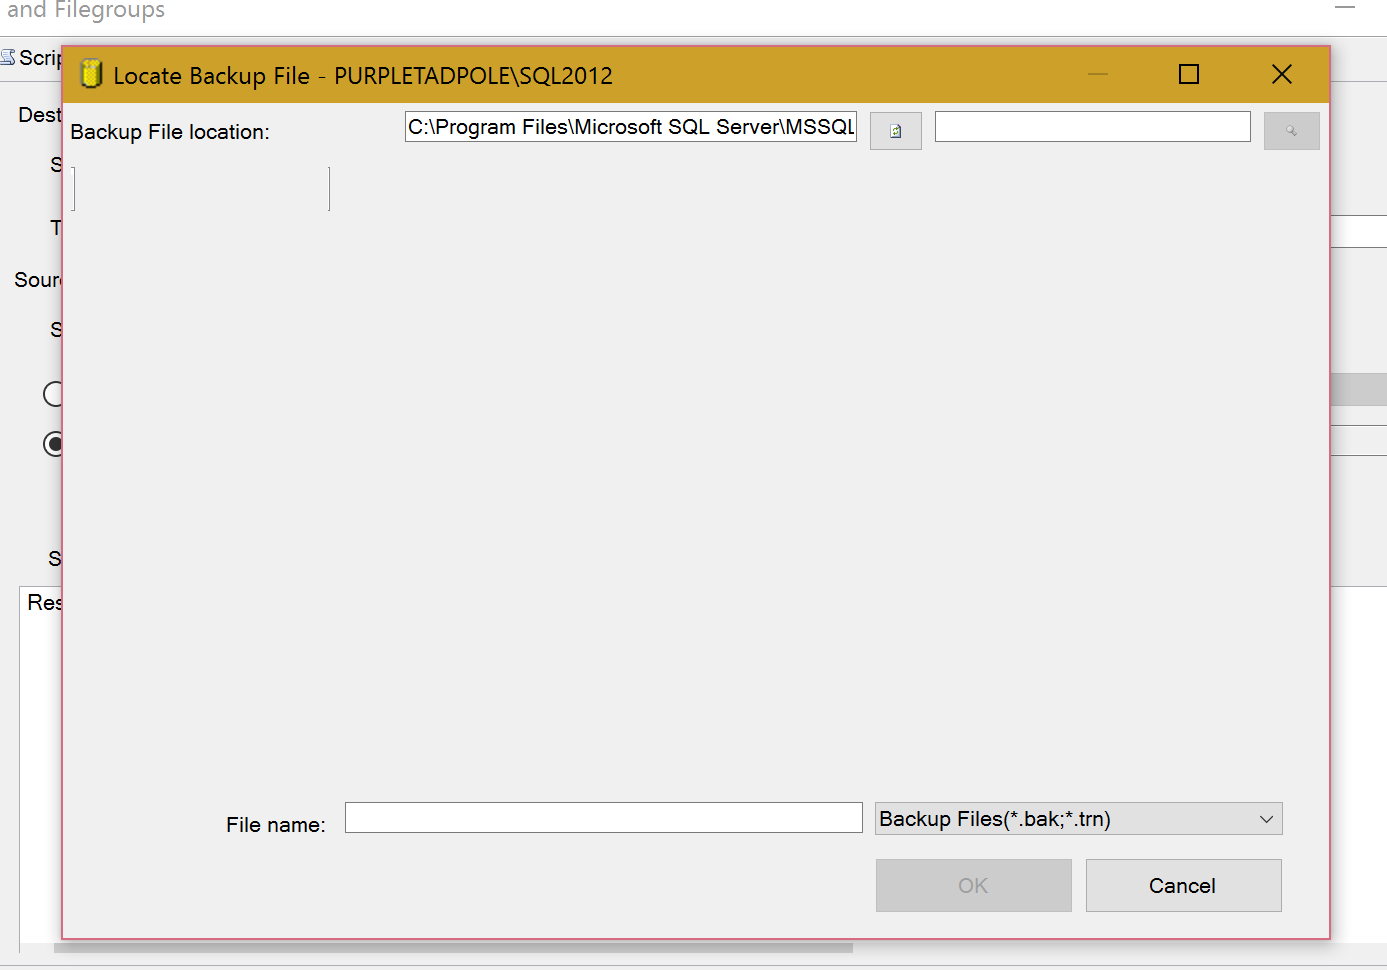 and Filegroups
Scrip
Locate Backup File - PURPLETADPOLE\SQL2012
Dest
Backup File location:
C:\Program Files\Microsoft SQL Server\MSSQL
S
T
Sour
S
S
Res
File name:
Backup Files(*.bak;*.trn)
OK
Cancel